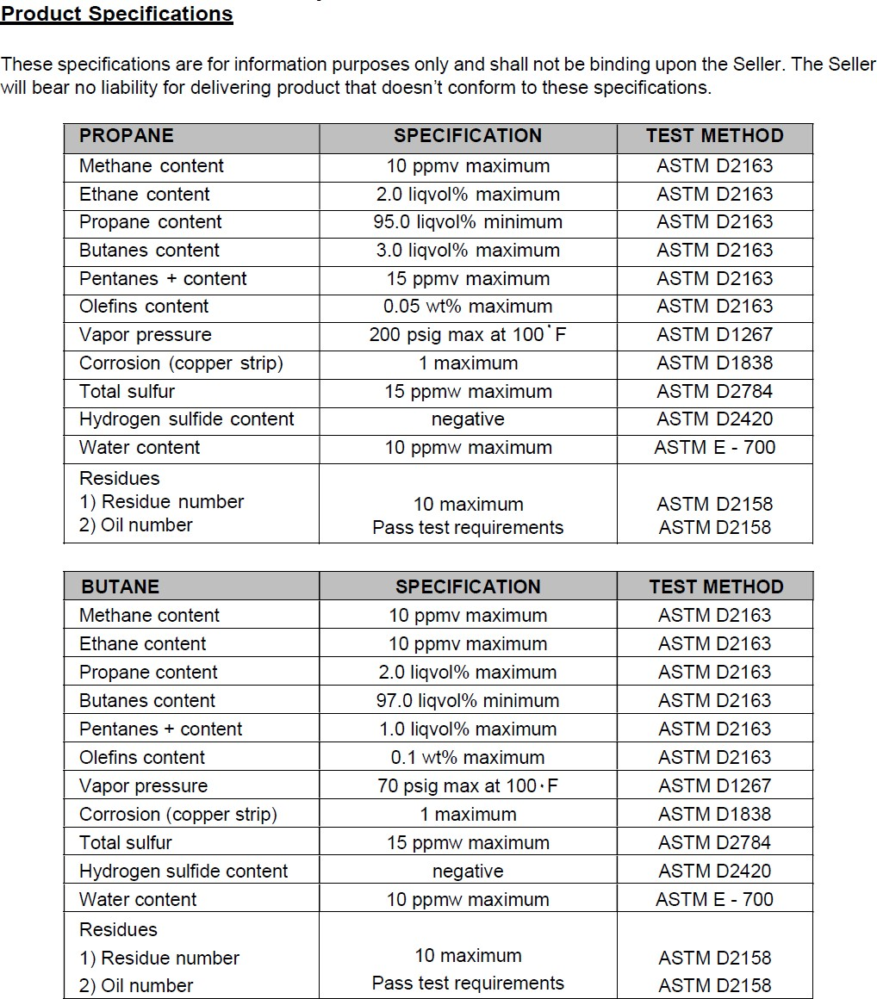 Product Specifications
These specifications are for information purposes only and shall not be binding upon the Seller. The Seller
will bear no liability for delivering product that doesn't conform to these specifications.
PROPANE SPECIFICATION TEST METHOD
Methane content 10 ppmv maximum ASTM D2163
Ethane content 2.0 liqvol% maximum ASTM D2163
Propane content 95.0 liqvol% minimum ASTM D2163
Butanes content 3.0 liqvol% maximum ASTM D2163
Pentanes + content 15 ppmv maximum ASTM D2163
Olefins content 0.05 wt% maximum ASTM D2163
Vapor pressure 200 psig max at 100˚F ASTM D1267
Corrosion (copper strip) 1 maximum ASTM D1838
Total sulfur 15 ppmw maximum ASTM D2784
Hydrogen sulfide content negative ASTM D2420
Water content 10 ppmw maximum ASTM E - 700
Residues
1) Residue number 10 maximum ASTM D2158
2) Oil number Pass test requirements ASTM D2158
BUTANE SPECIFICATION TEST METHOD
Methane content 10 ppmv maximum ASTM D2163
Ethane content 10 ppmv maximum ASTM D2163
Propane content 2.0 liqvol% maximum ASTM D2163
Butanes content 97.0 liqvol% minimum ASTM D2163
Pentanes + content 1.0 liqvol% maximum ASTM D2163
Olefins content 0.1 wt% maximum ASTM D2163
Vapor pressure 70 psig max at 100·F ASTM D1267
Corrosion (copper strip) 1 maximum ASTM D1838
Total sulfur 15 ppmw maximum ASTM D2784
Hydrogen sulfide content negative ASTM D2420
Water content 10 ppmw maximum ASTM E - 700
Residues
1) Residue number 10 maximum ASTM D2158
2) Oil number Pass test requirements ASTM D2158